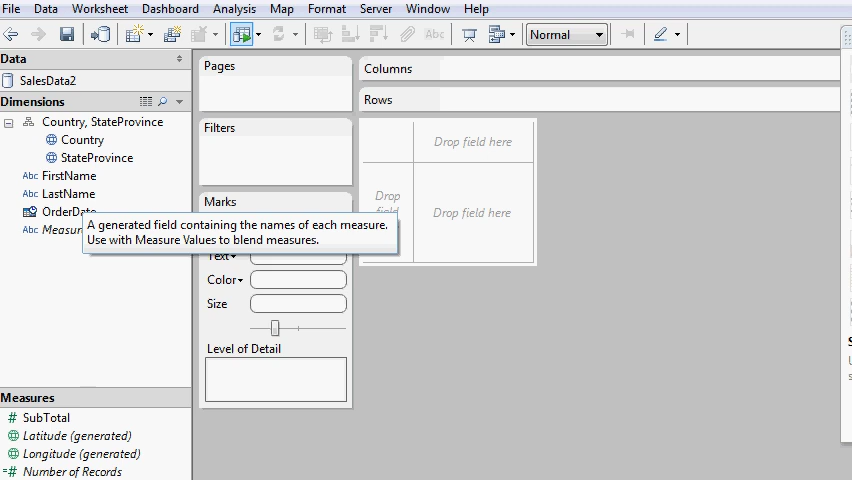 File Data Worksheet Dashboard Analysis Map Format Server Window Help
Abc Normal
Data
SalesData2
Dimensions
Country, StateProvince
Country
StateProvince
Abc FirstName
Abc LastName
OrderDate
Abc Measur
A generated field containing the names of each measure.
Use with Measure Values to blend measures.
Measures
# SubTotal
Latitude (generated)
Longitude (generated)
=# Number of Records
Pages
Filters
Marks
Text
Color
Size
Level of Detail
Columns
Rows
Drop field here
Drop
field
Drop field here